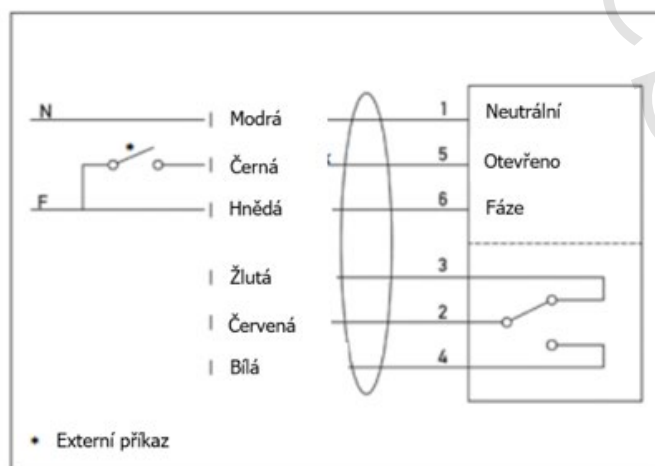 N Modrá 1 Neutrální
* Černá 5 Otevřeno
F Hnědá 6 Fáze
Žlutá 3
Červená 2
Bílá 4
* Externí příkaz